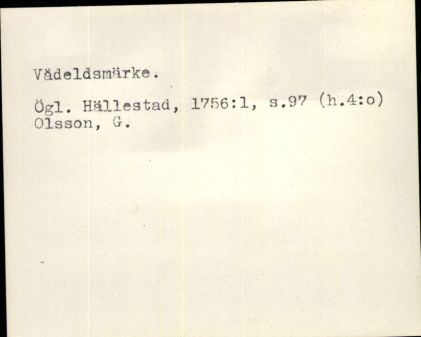 Vådeldsmärke.
Ögl. Hällestad, 1756:1, s.97 (h.4:o)
Olsson, G.